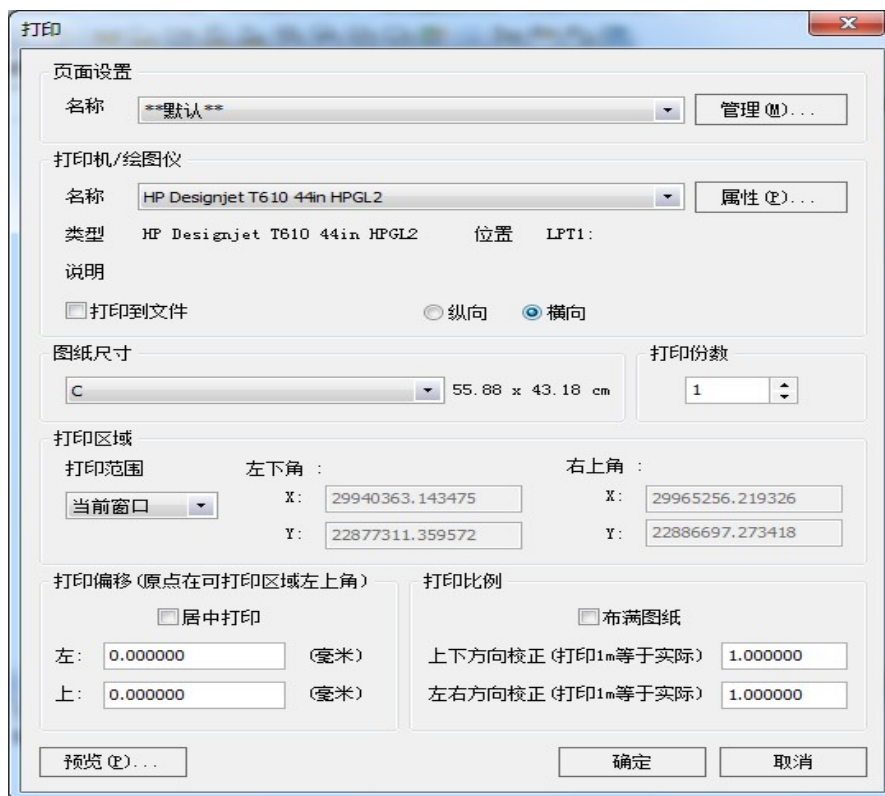 打印
页面设置
名称 **默认** 管理(M)...
打印机/绘图仪
名称 HP Designjet T610 44in HPGL2 属性(P)...
类型 HP Designjet T610 44in HPGL2 位置 LPT1:
说明
打印到文件 纵向 横向
图纸尺寸 打印份数
C 55.88 x 43.18 cm 1
打印区域
打印范围 左下角 : 右上角 :
当前窗口 X: 29940363.143475 X: 29965256.219326
Y: 22877311.359572 Y: 22886697.273418
打印偏移(原点在可打印区域左上角) 打印比例
居中打印 布满图纸
左: 0.000000 (毫米) 上下方向校正(打印1m等于实际) 1.000000
上: 0.000000 (毫米) 左右方向校正(打印1m等于实际) 1.000000
预览(P)... 确定 取消